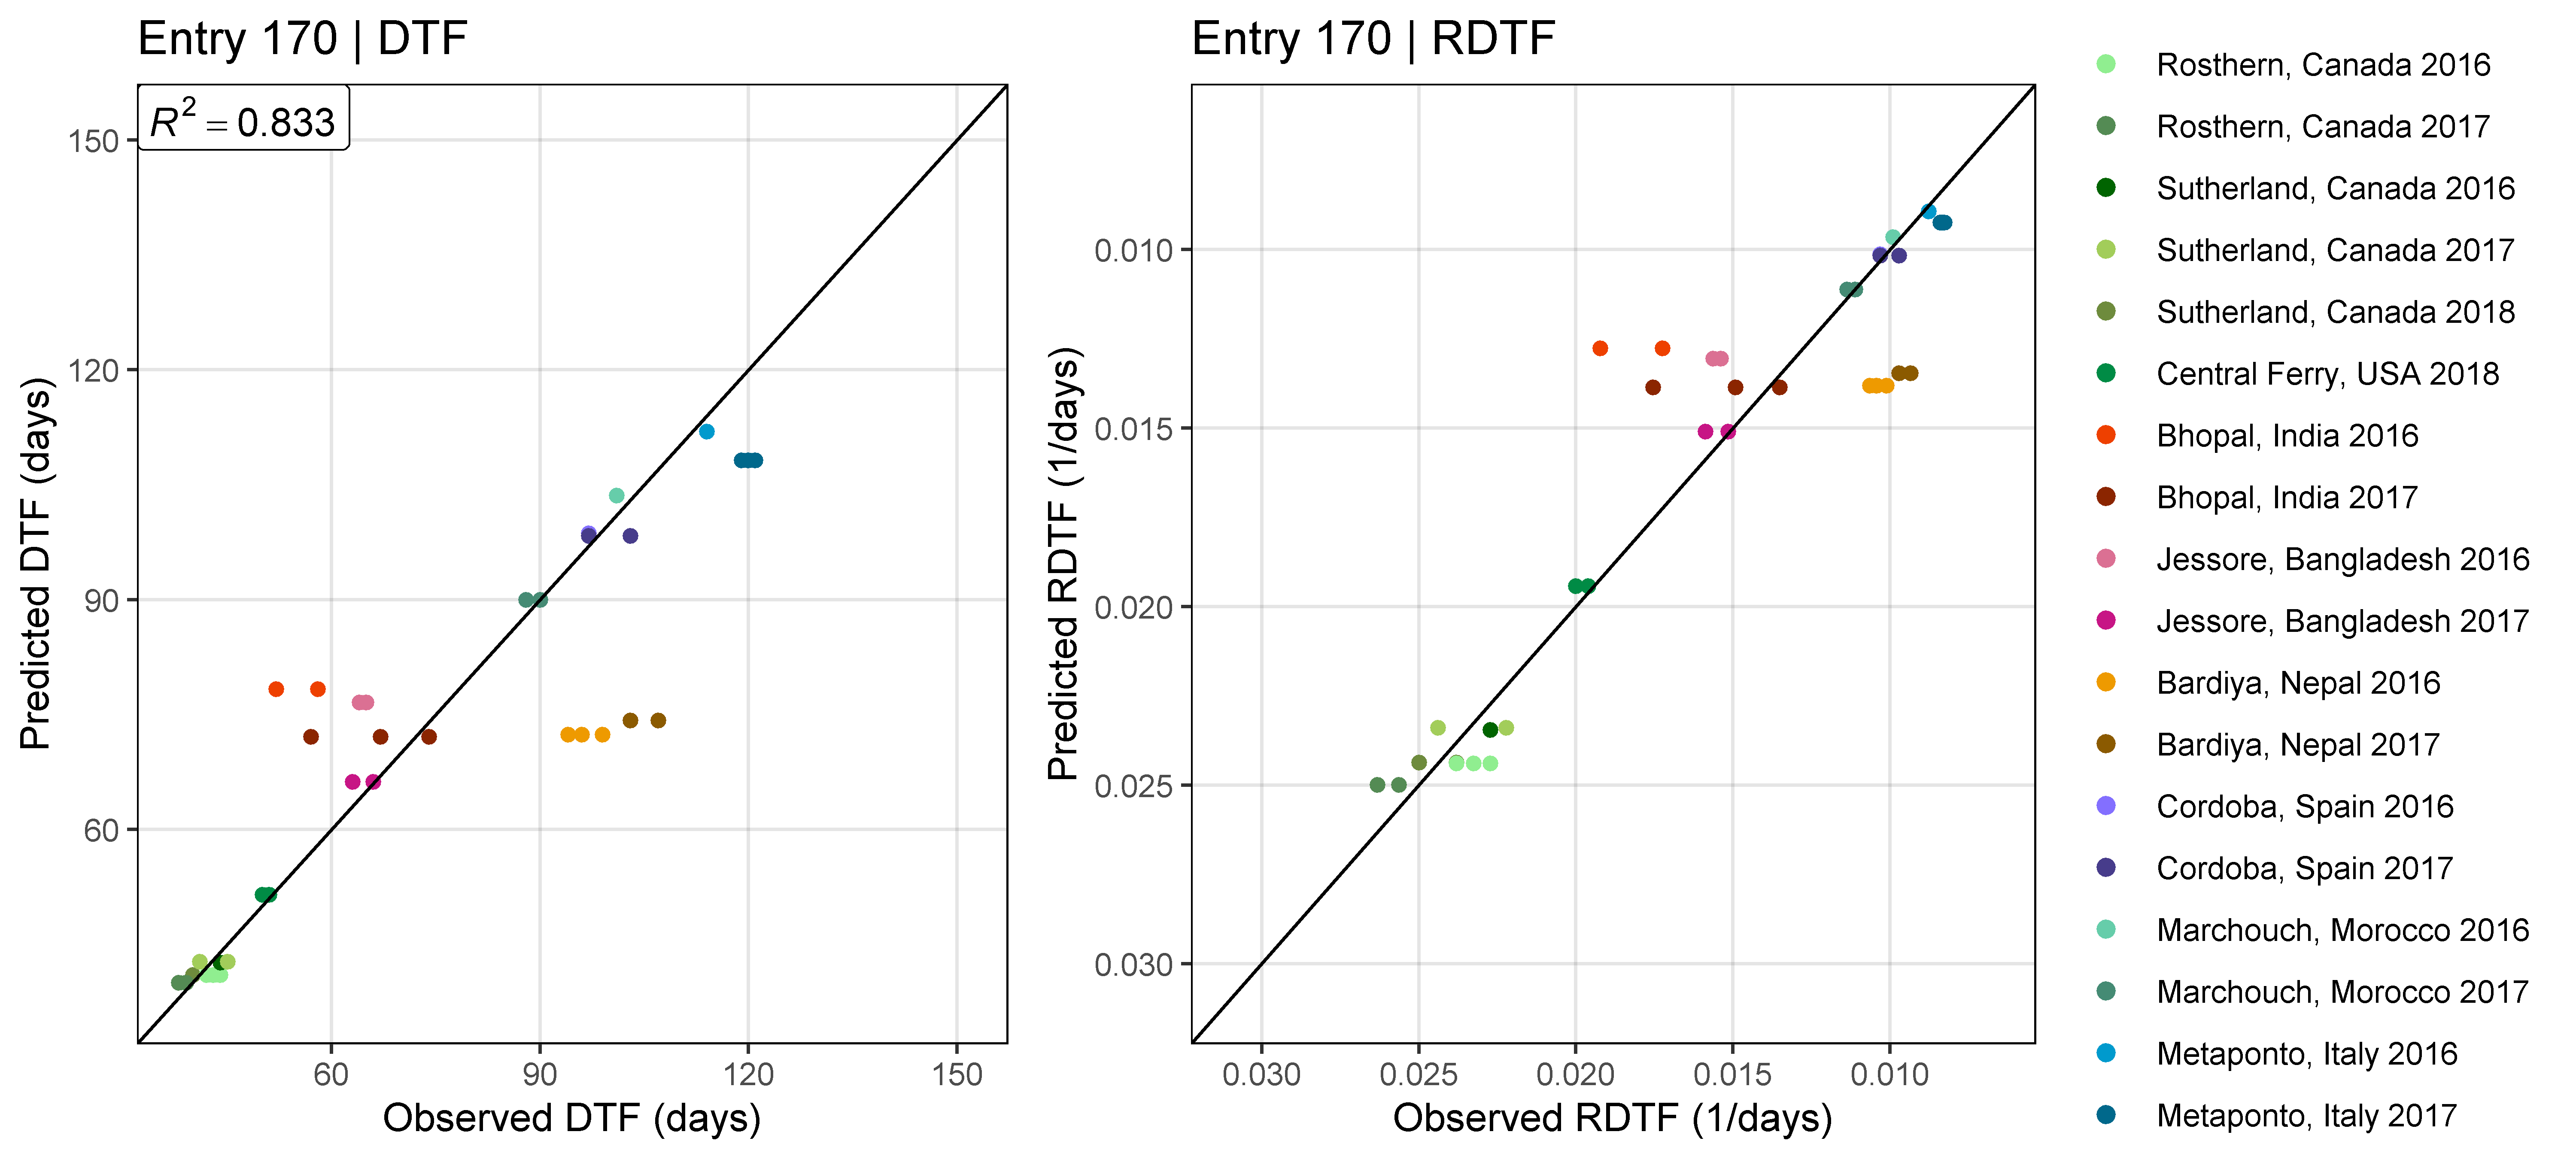 Entry 170 | DTF
R² = 0.833
150
120
90
60
Predicted DTF (days)
60
90
120
150
Observed DTF (days)
Entry 170 | RDTF
0.010
0.015
0.020
0.025
0.030
Predicted RDTF (1/days)
0.030
0.025
0.020
0.015
0.010
Observed RDTF (1/days)
Rosthern, Canada 2016
Rosthern, Canada 2017
Sutherland, Canada 2016
Sutherland, Canada 2017
Sutherland, Canada 2018
Central Ferry, USA 2018
Bhopal, India 2016
Bhopal, India 2017
Jessore, Bangladesh 2016
Jessore, Bangladesh 2017
Bardiya, Nepal 2016
Bardiya, Nepal 2017
Cordoba, Spain 2016
Cordoba, Spain 2017
Marchouch, Morocco 2016
Marchouch, Morocco 2017
Metaponto, Italy 2016
Metaponto, Italy 2017